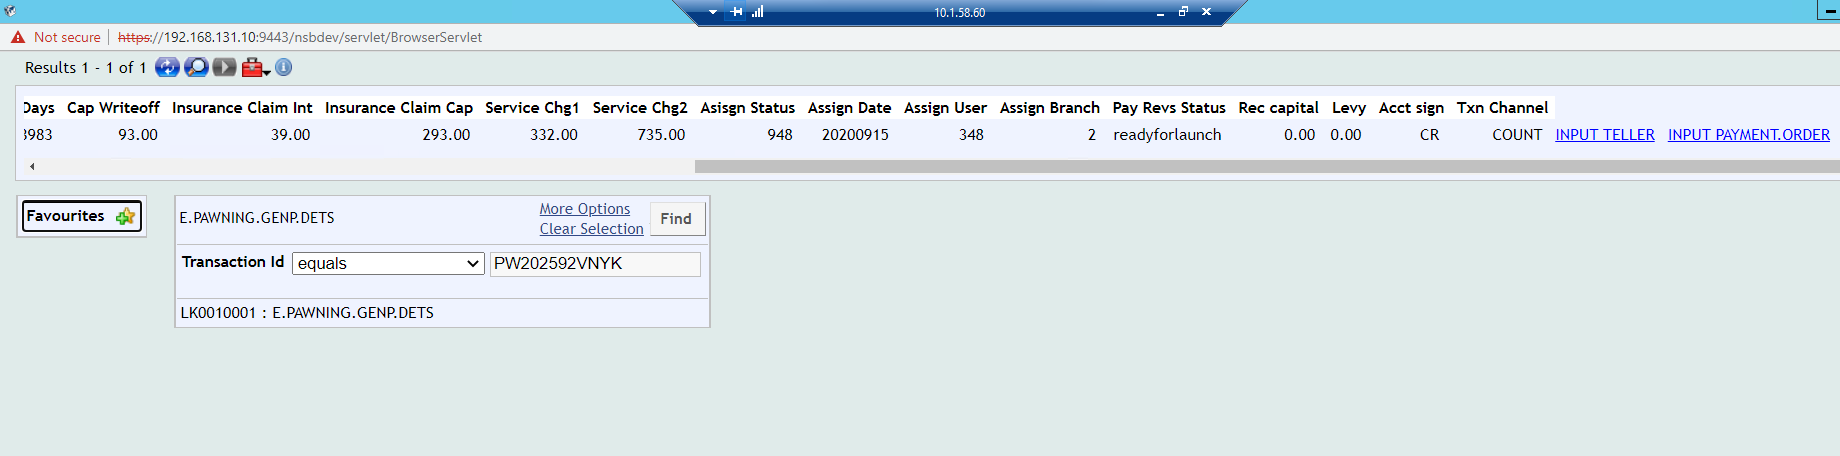 10.1.58.60
Not secure https://192.168.131.10:9443/nsbdev/servlet/BrowserServlet
Results 1 - 1 of 1
Days Cap Writeoff Insurance Claim Int Insurance Claim Cap Service Chg1 Service Chg2 Asisgn Status Assign Date Assign User Assign Branch Pay Revs Status Rec capital Levy Acct sign Txn Channel
3983 93.00 39.00 293.00 332.00 735.00 948 20200915 348 2 readyforlaunch 0.00 0.00 CR COUNT INPUT TELLER INPUT PAYMENT.ORDER
Favourites
E.PAWNING.GENP.DETS
More Options
Clear Selection
Find
Transaction Id equals PW202592VNYK
LK0010001 : E.PAWNING.GENP.DETS